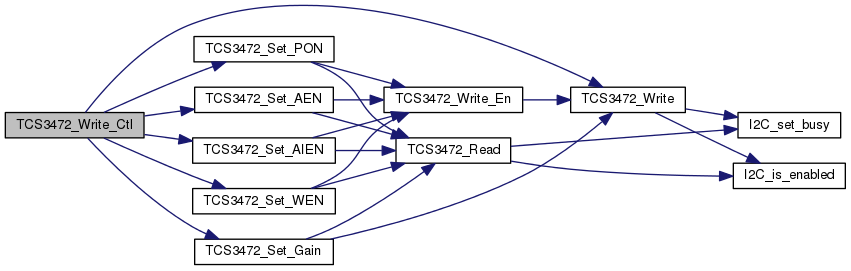 TCS3472_Write_Ctl
TCS3472_Set_PON
TCS3472_Set_AEN
TCS3472_Set_AIEN
TCS3472_Set_WEN
TCS3472_Set_Gain
TCS3472_Write_En
TCS3472_Read
TCS3472_Write
I2C_set_busy
I2C_is_enabled